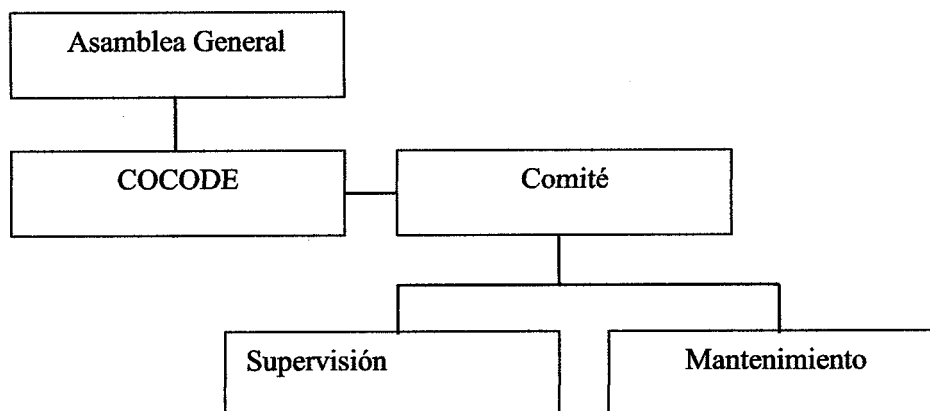 Asamblea General
COCODE
Comité
Supervisión
Mantenimiento